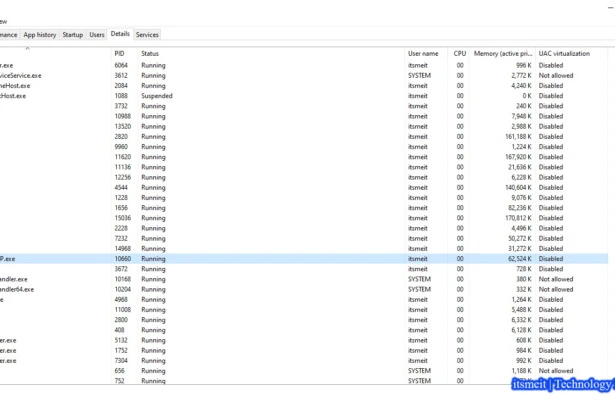 ew
mance App history Startup Users Details Services
PID Status User name CPU Memory (active pri... UAC virtualization
r.exe 6064 Running itsmeit 00 996 K Disabled
viceService.exe 3612 Running SYSTEM 00 2,772 K Not allowed
neHost.exe 2084 Running itsmeit 00 4,240 K Disabled
tHost.exe 1088 Suspended itsmeit 00 0 K Disabled
3732 Running itsmeit 00 240 K Disabled
10988 Running itsmeit 00 7,948 K Disabled
13520 Running itsmeit 00 2,988 K Disabled
2820 Running itsmeit 00 161,188 K Disabled
9960 Running itsmeit 00 1,224 K Disabled
11620 Running itsmeit 00 167,920 K Disabled
11136 Running itsmeit 00 21,636 K Disabled
12256 Running itsmeit 00 6,228 K Disabled
4544 Running itsmeit 00 140,604 K Disabled
1228 Running itsmeit 00 9,076 K Disabled
1656 Running itsmeit 00 82,236 K Disabled
15036 Running itsmeit 00 170,812 K Disabled
2228 Running itsmeit 00 4,496 K Disabled
7232 Running itsmeit 00 50,272 K Disabled
14968 Running itsmeit 00 31,272 K Disabled
P.exe 10660 Running itsmeit 00 62,524 K Disabled
3672 Running itsmeit 00 728 K Disabled
andler.exe 10168 Running SYSTEM 00 380 K Not allowed
andler64.exe 10204 Running SYSTEM 00 332 K Not allowed
e 4968 Running itsmeit 00 1,264 K Disabled
11008 Running itsmeit 00 5,488 K Disabled
2800 Running itsmeit 00 6,332 K Disabled
408 Running itsmeit 00 6,128 K Disabled
er.exe 5132 Running itsmeit 00 608 K Disabled
er.exe 1752 Running itsmeit 00 984 K Disabled
er.exe 7304 Running itsmeit 00 992 K Disabled
656 Running SYSTEM 00 1,188 K Not allowed
752 Running SYSTEM 00
itsmeit | Technology